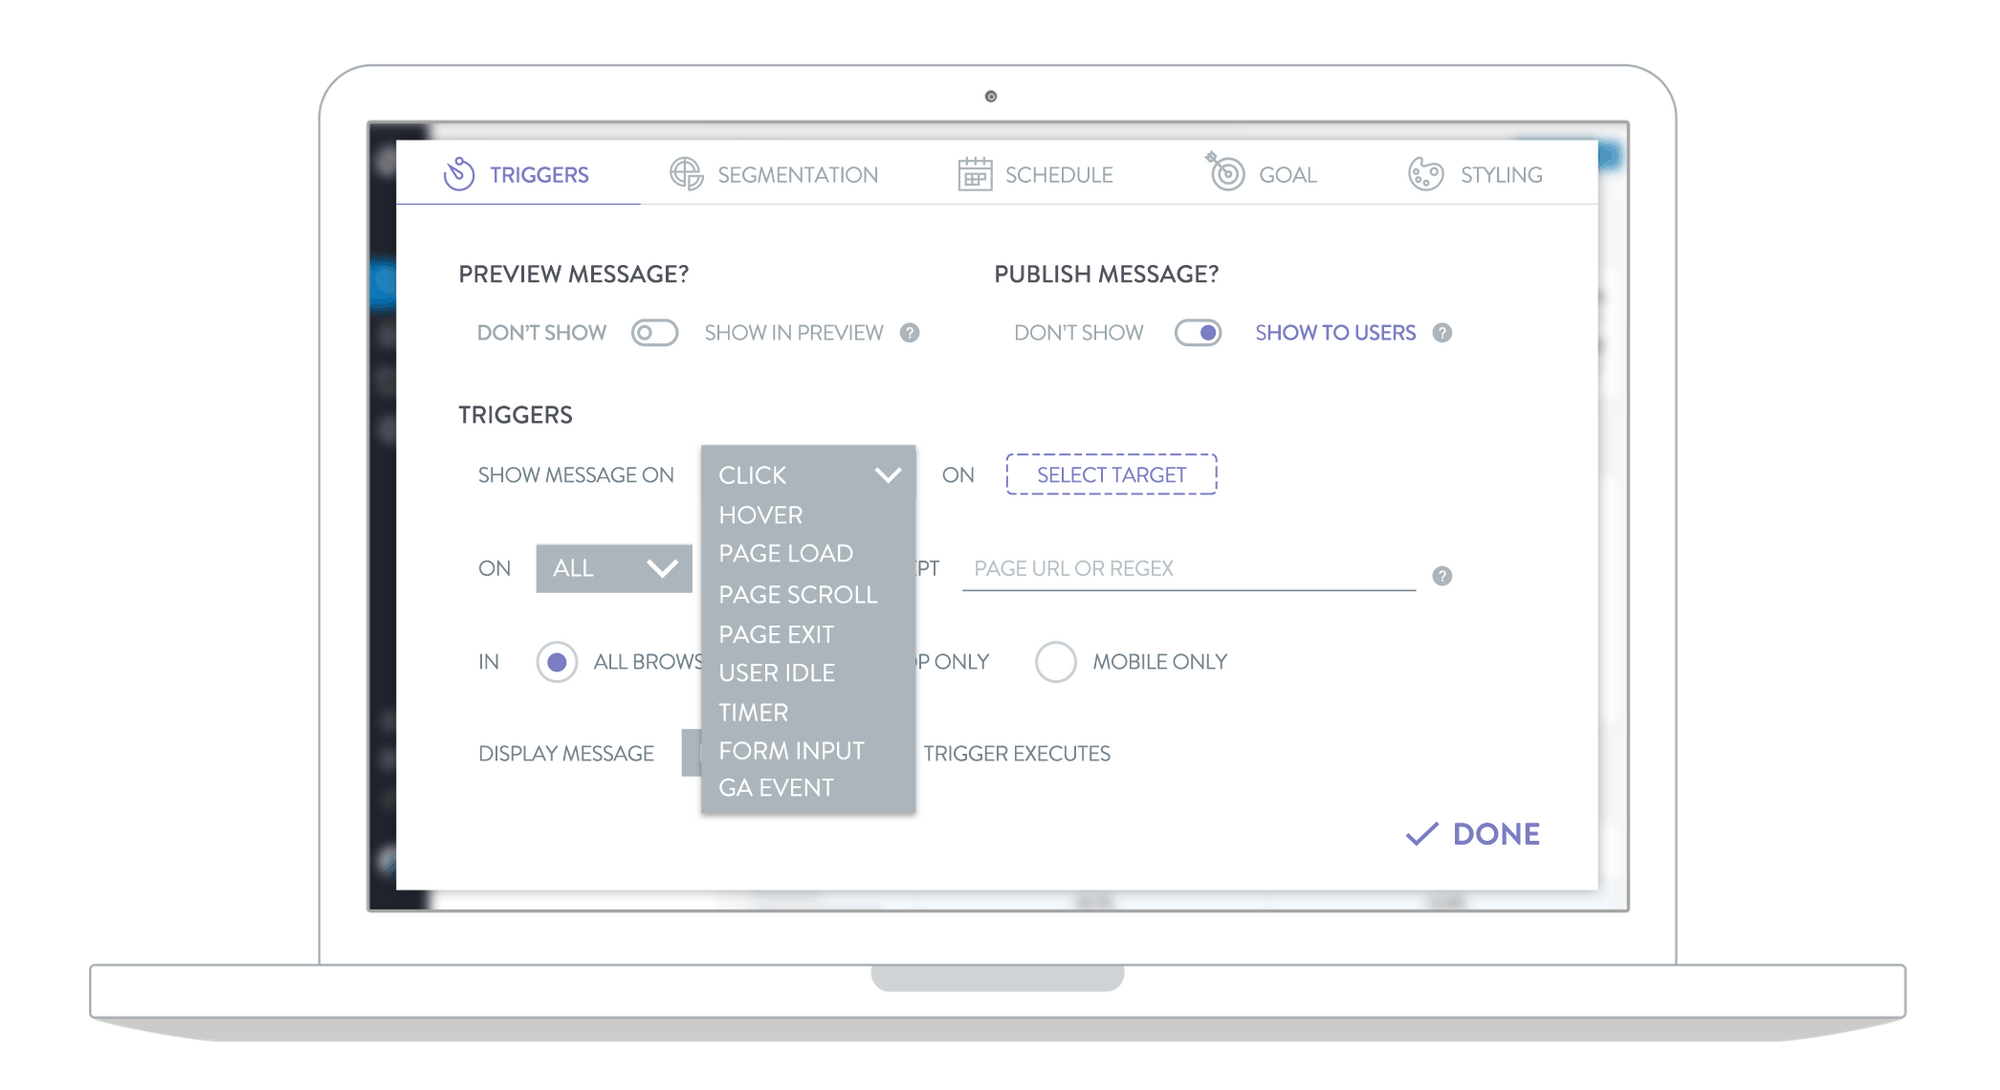 TRIGGERS SEGMENTATION SCHEDULE GOAL STYLING
PREVIEW MESSAGE? PUBLISH MESSAGE?
DON'T SHOW SHOW IN PREVIEW ? DON'T SHOW SHOW TO USERS ?
TRIGGERS
SHOW MESSAGE ON CLICK ON SELECT TARGET
HOVER
PAGE LOAD
PAGE SCROLL
PAGE EXIT
USER IDLE
TIMER
FORM INPUT
GA EVENT
ON ALL PAGE URL OR REGEX ?
IN ALL ONLY MOBILE ONLY
DISPLAY MESSAGE TRIGGER EXECUTES
DONE